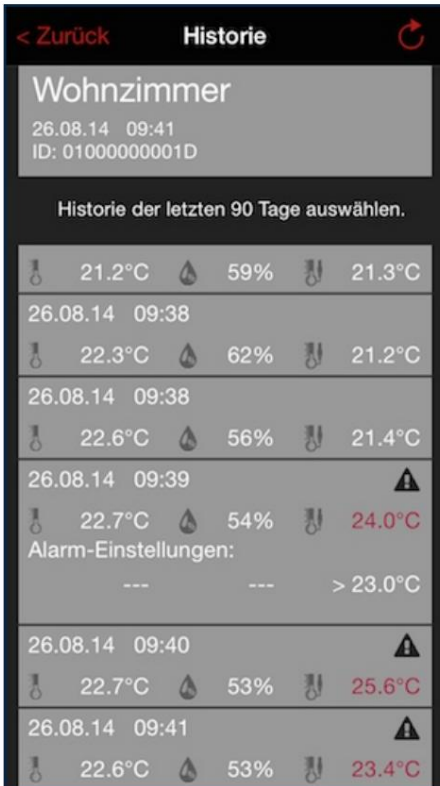 < Zurück Historie
Wohnzimmer
26.08.14 09:41
ID: 01000000001D
Historie der letzten 90 Tage auswählen.
21.2°C 59% 21.3°C
26.08.14 09:38
22.3°C 62% 21.2°C
26.08.14 09:38
22.6°C 56% 21.4°C
26.08.14 09:39
22.7°C 54% 24.0°C
Alarm-Einstellungen:
--- --- > 23.0°C
26.08.14 09:40
22.7°C 53% 25.6°C
26.08.14 09:41
22.6°C 53% 23.4°C